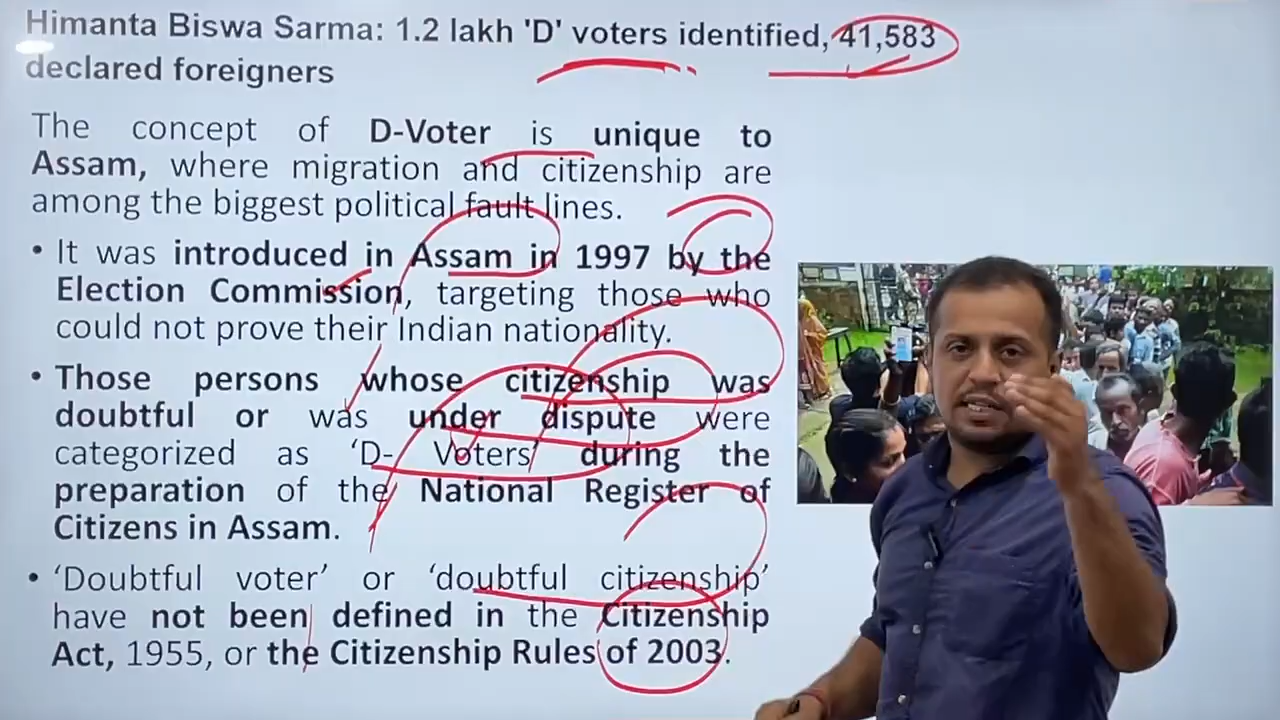 Himanta Biswa Sarma: 1.2 lakh 'D' voters identified, 41,583
declared foreigners
The concept of D-Voter is unique to
Assam, where migration and citizenship are
among the biggest political fault lines.
• It was introduced in Assam in 1997 by the
Election Commission, targeting those who
could not prove their Indian nationality.
• Those persons whose citizenship was
doubtful or was under dispute were
categorized as ‘D- Voters’ during the
preparation of the National Register of
Citizens in Assam.
• ‘Doubtful voter’ or ‘doubtful citizenship’
have not been defined in the Citizenship
Act, 1955, or the Citizenship Rules of 2003.